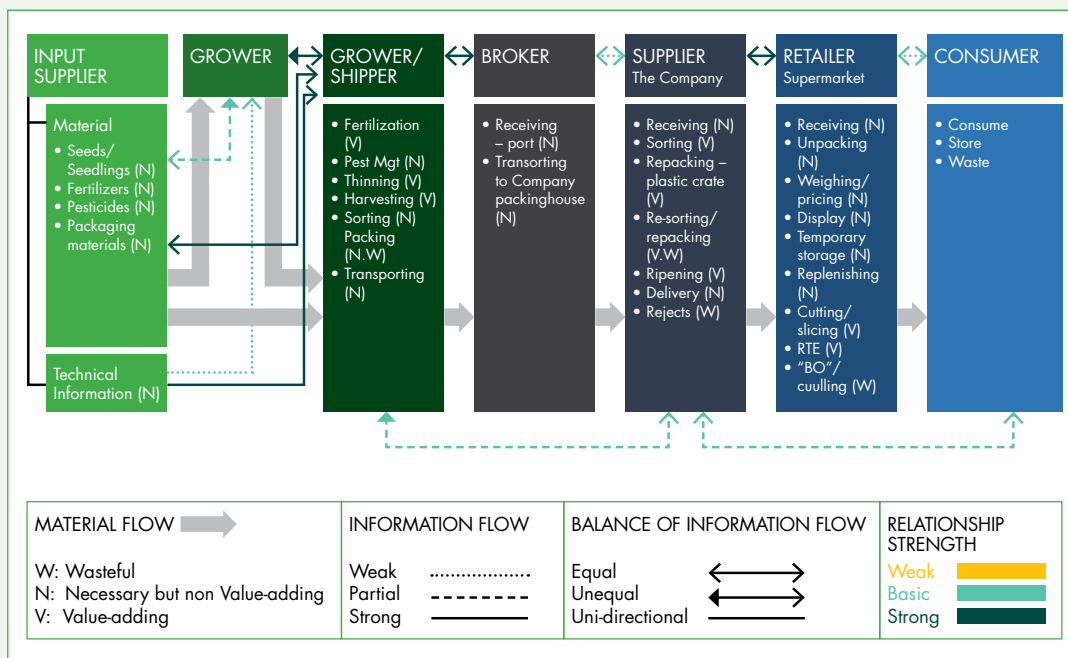 INPUT
SUPPLIER
GROWER
GROWER/
SHIPPER
BROKER
SUPPLIER
The Company
RETAILER
Supermarket
CONSUMER
Material
• Seeds/
Seedlings (N)
• Fertilizers (N)
• Pesticides (N)
• Packaging
materials (N)
Technical
Information (N)
• Fertilization
(V)
• Pest Mgt (N)
• Thinning (V)
• Harvesting (V)
• Sorting (N)
Packing
(N.W)
• Transporting
(N)
• Receiving
– port (N)
• Transorting
to Company
packinghouse
(N)
• Receiving (N)
• Sorting (V)
• Repacking –
plastic crate
(V)
• Re-sorting/
repacking
(V.W)
• Ripening (V)
• Delivery (N)
• Rejects (W)
• Receiving (N)
• Unpacking
(N)
• Weighing/
pricing (N)
• Display (N)
• Temporary
storage (N)
• Replenishing
(N)
• Cutting/
slicing (V)
• RTE (V)
• “BO”/
cuulling (W)
• Consume
• Store
• Waste
MATERIAL FLOW
W: Wasteful
N: Necessary but non Value-adding
V: Value-adding
INFORMATION FLOW
Weak
Partial
Strong
BALANCE OF INFORMATION FLOW
Equal
Unequal
Uni-directional
RELATIONSHIP
STRENGTH
Weak
Basic
Strong